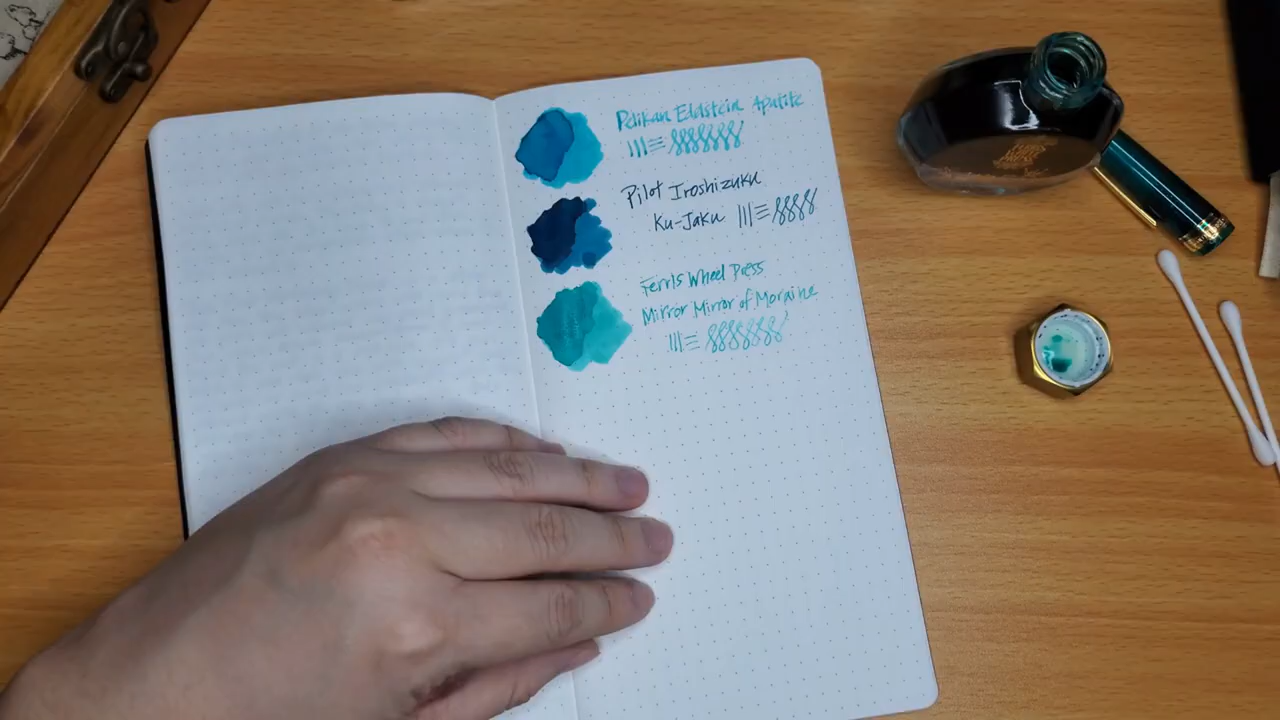 Pelikan Edelstein Apatite
Pilot Iroshizuku
Ku-Jaku
Ferris Wheel Press
Mirror Mirror of Moraine